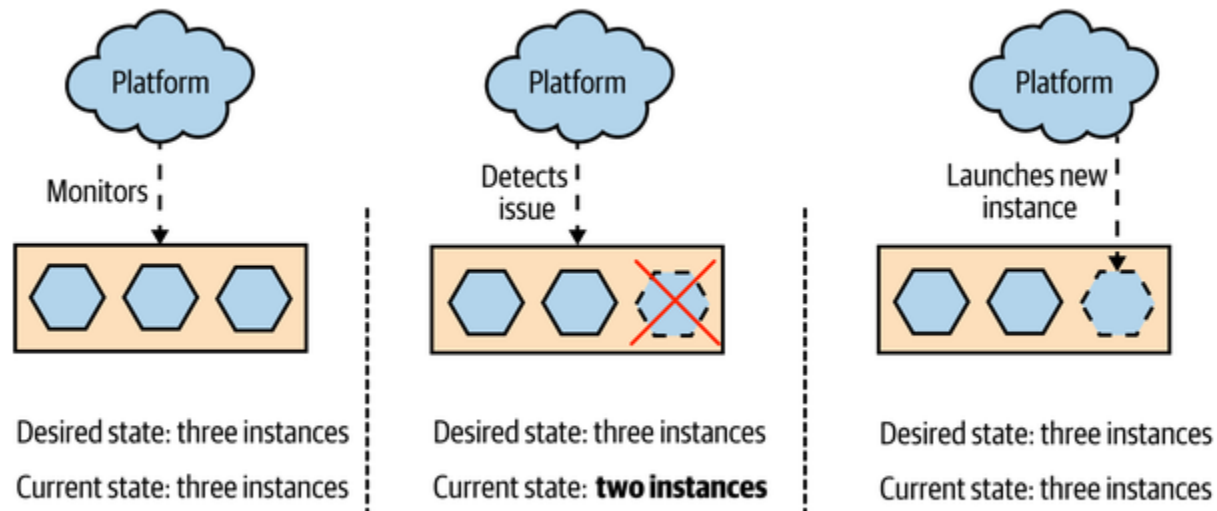 Platform
Monitors
Desired state: three instances
Current state: three instances
Platform
Detects
issue
Desired state: three instances
Current state: two instances
Platform
Launches new
instance
Desired state: three instances
Current state: three instances